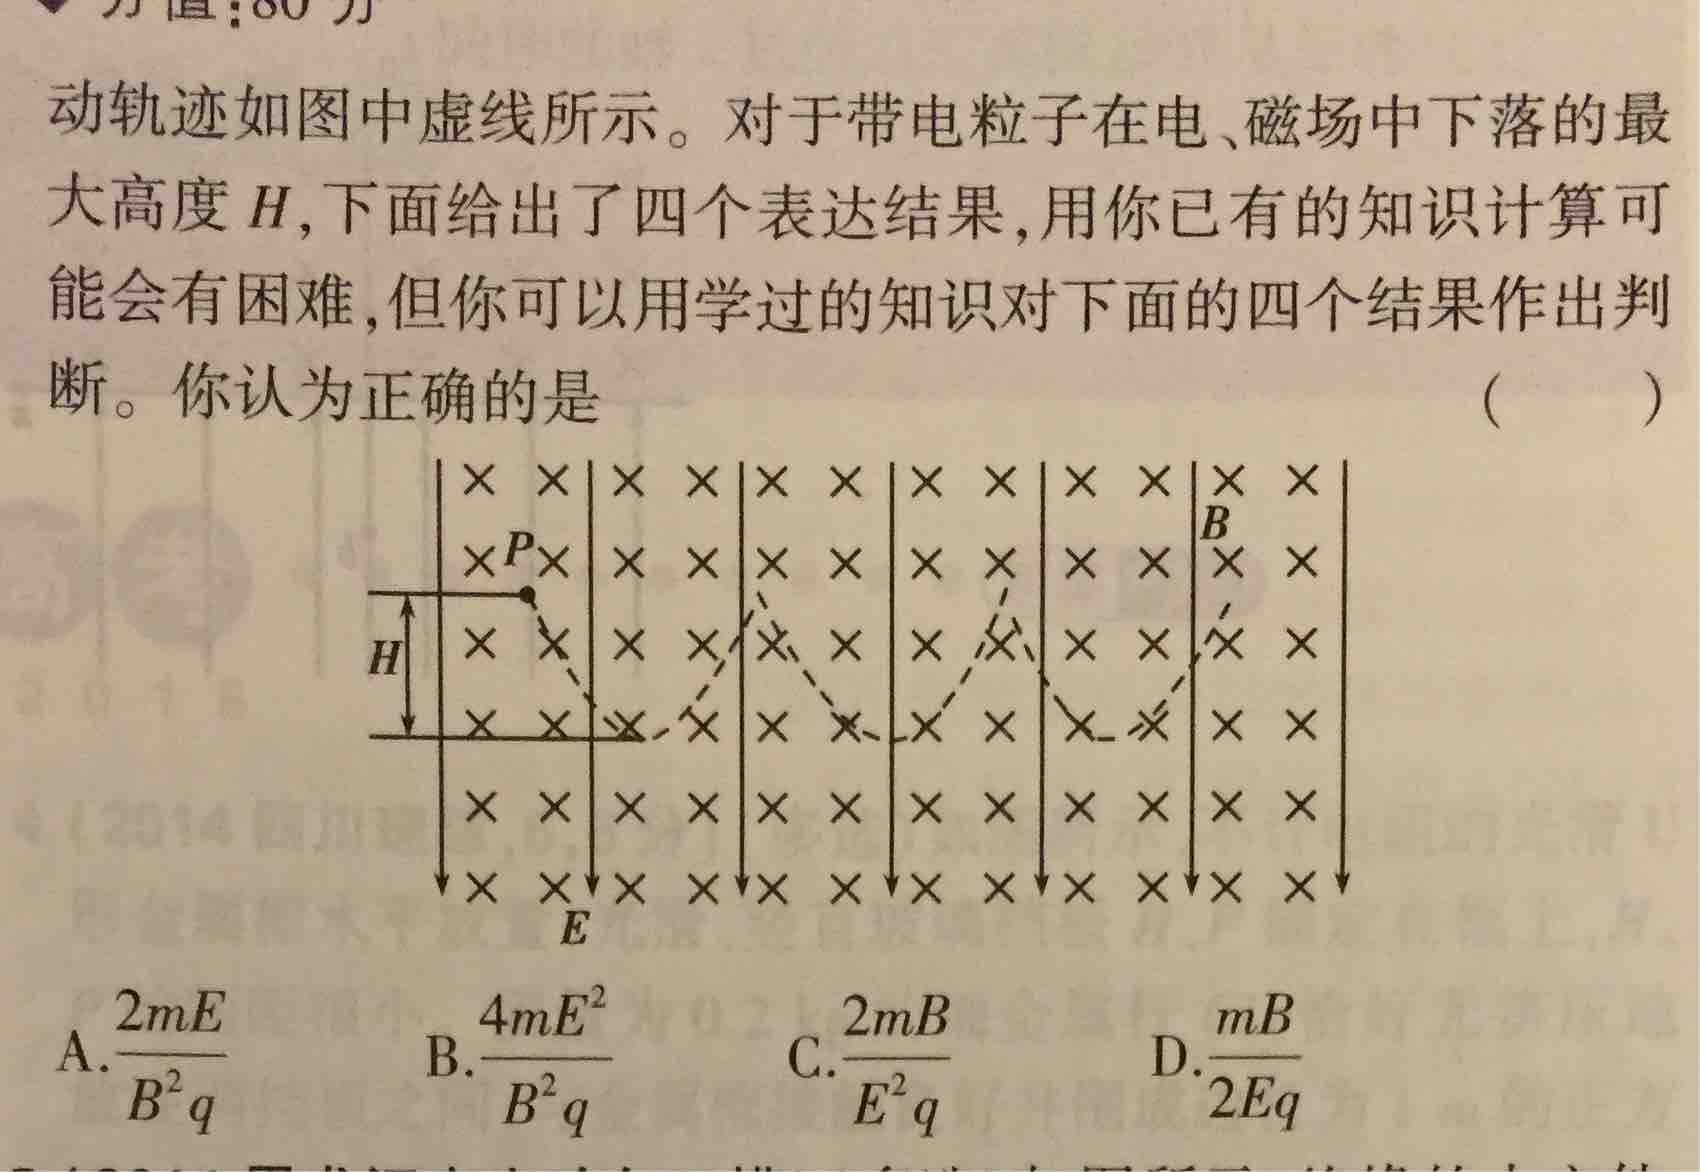 分值:80 分
动轨迹如图中虚线所示。对于带电粒子在电、磁场中下落的最
大高度 H,下面给出了四个表达结果,用你已有的知识计算可
能会有困难,但你可以用学过的知识对下面的四个结果作出判
断。你认为正确的是 ( )
B
P
H
E
A. \frac{2mE}{B^2q} B. \frac{4mE^2}{B^2q} C. \frac{2mB}{E^2q} D. \frac{mB}{2Eq}